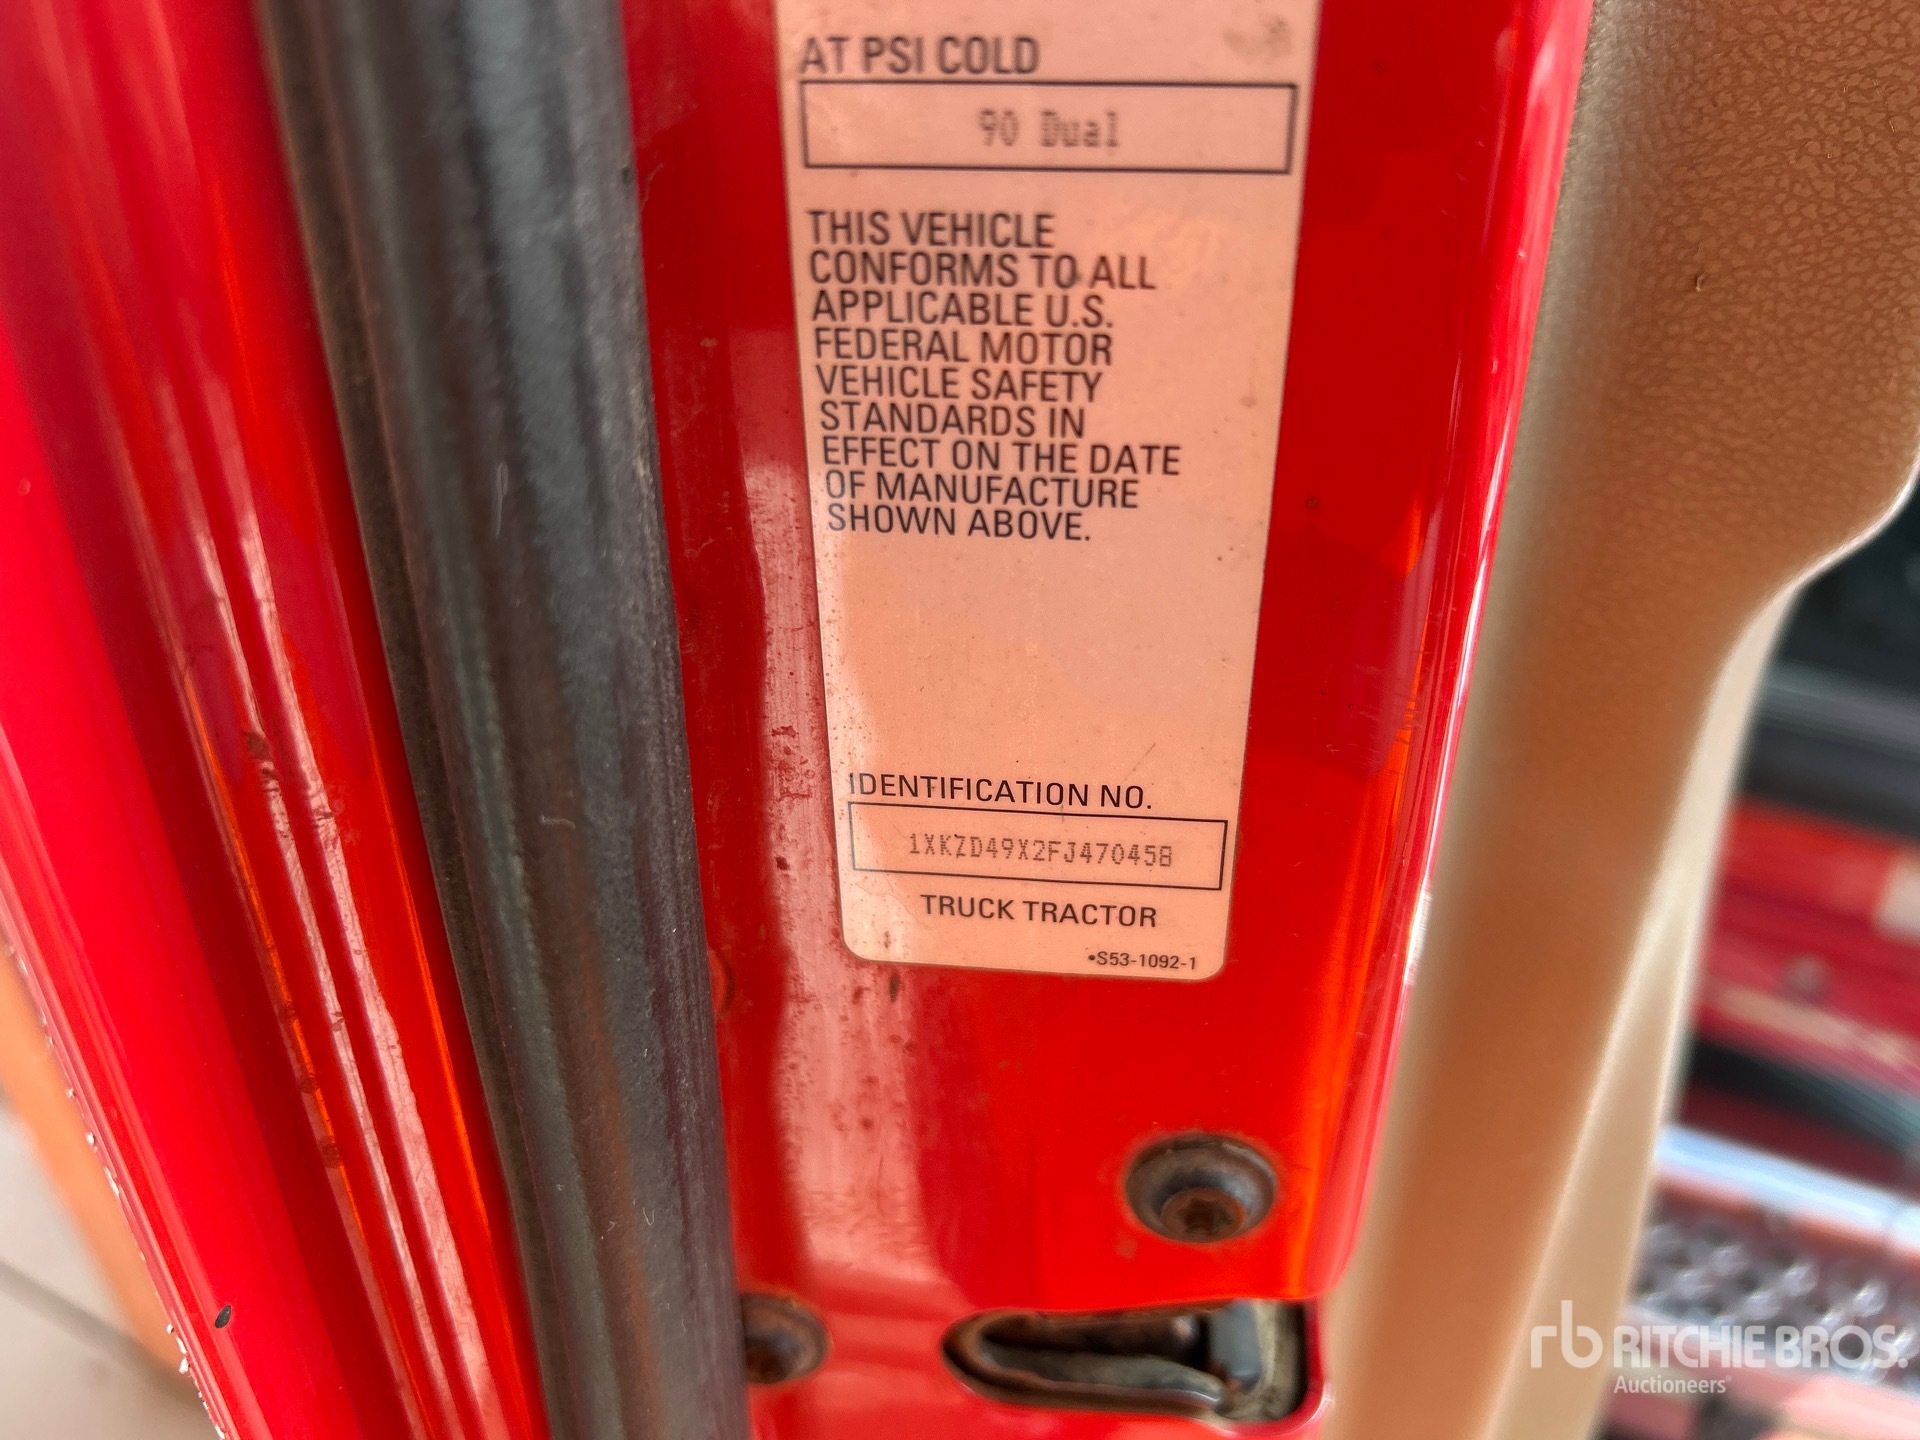 AT PSI COLD
90 Dual
THIS VEHICLE
CONFORMS TO ALL
APPLICABLE U.S.
FEDERAL MOTOR
VEHICLE SAFETY
STANDARDS IN
EFFECT ON THE DATE
OF MANUFACTURE
SHOWN ABOVE.
IDENTIFICATION NO.
1XKZD49X2FJ470458
TRUCK TRACTOR
•S53-1092-1
rb RITCHIE BROS.
Auctioneers